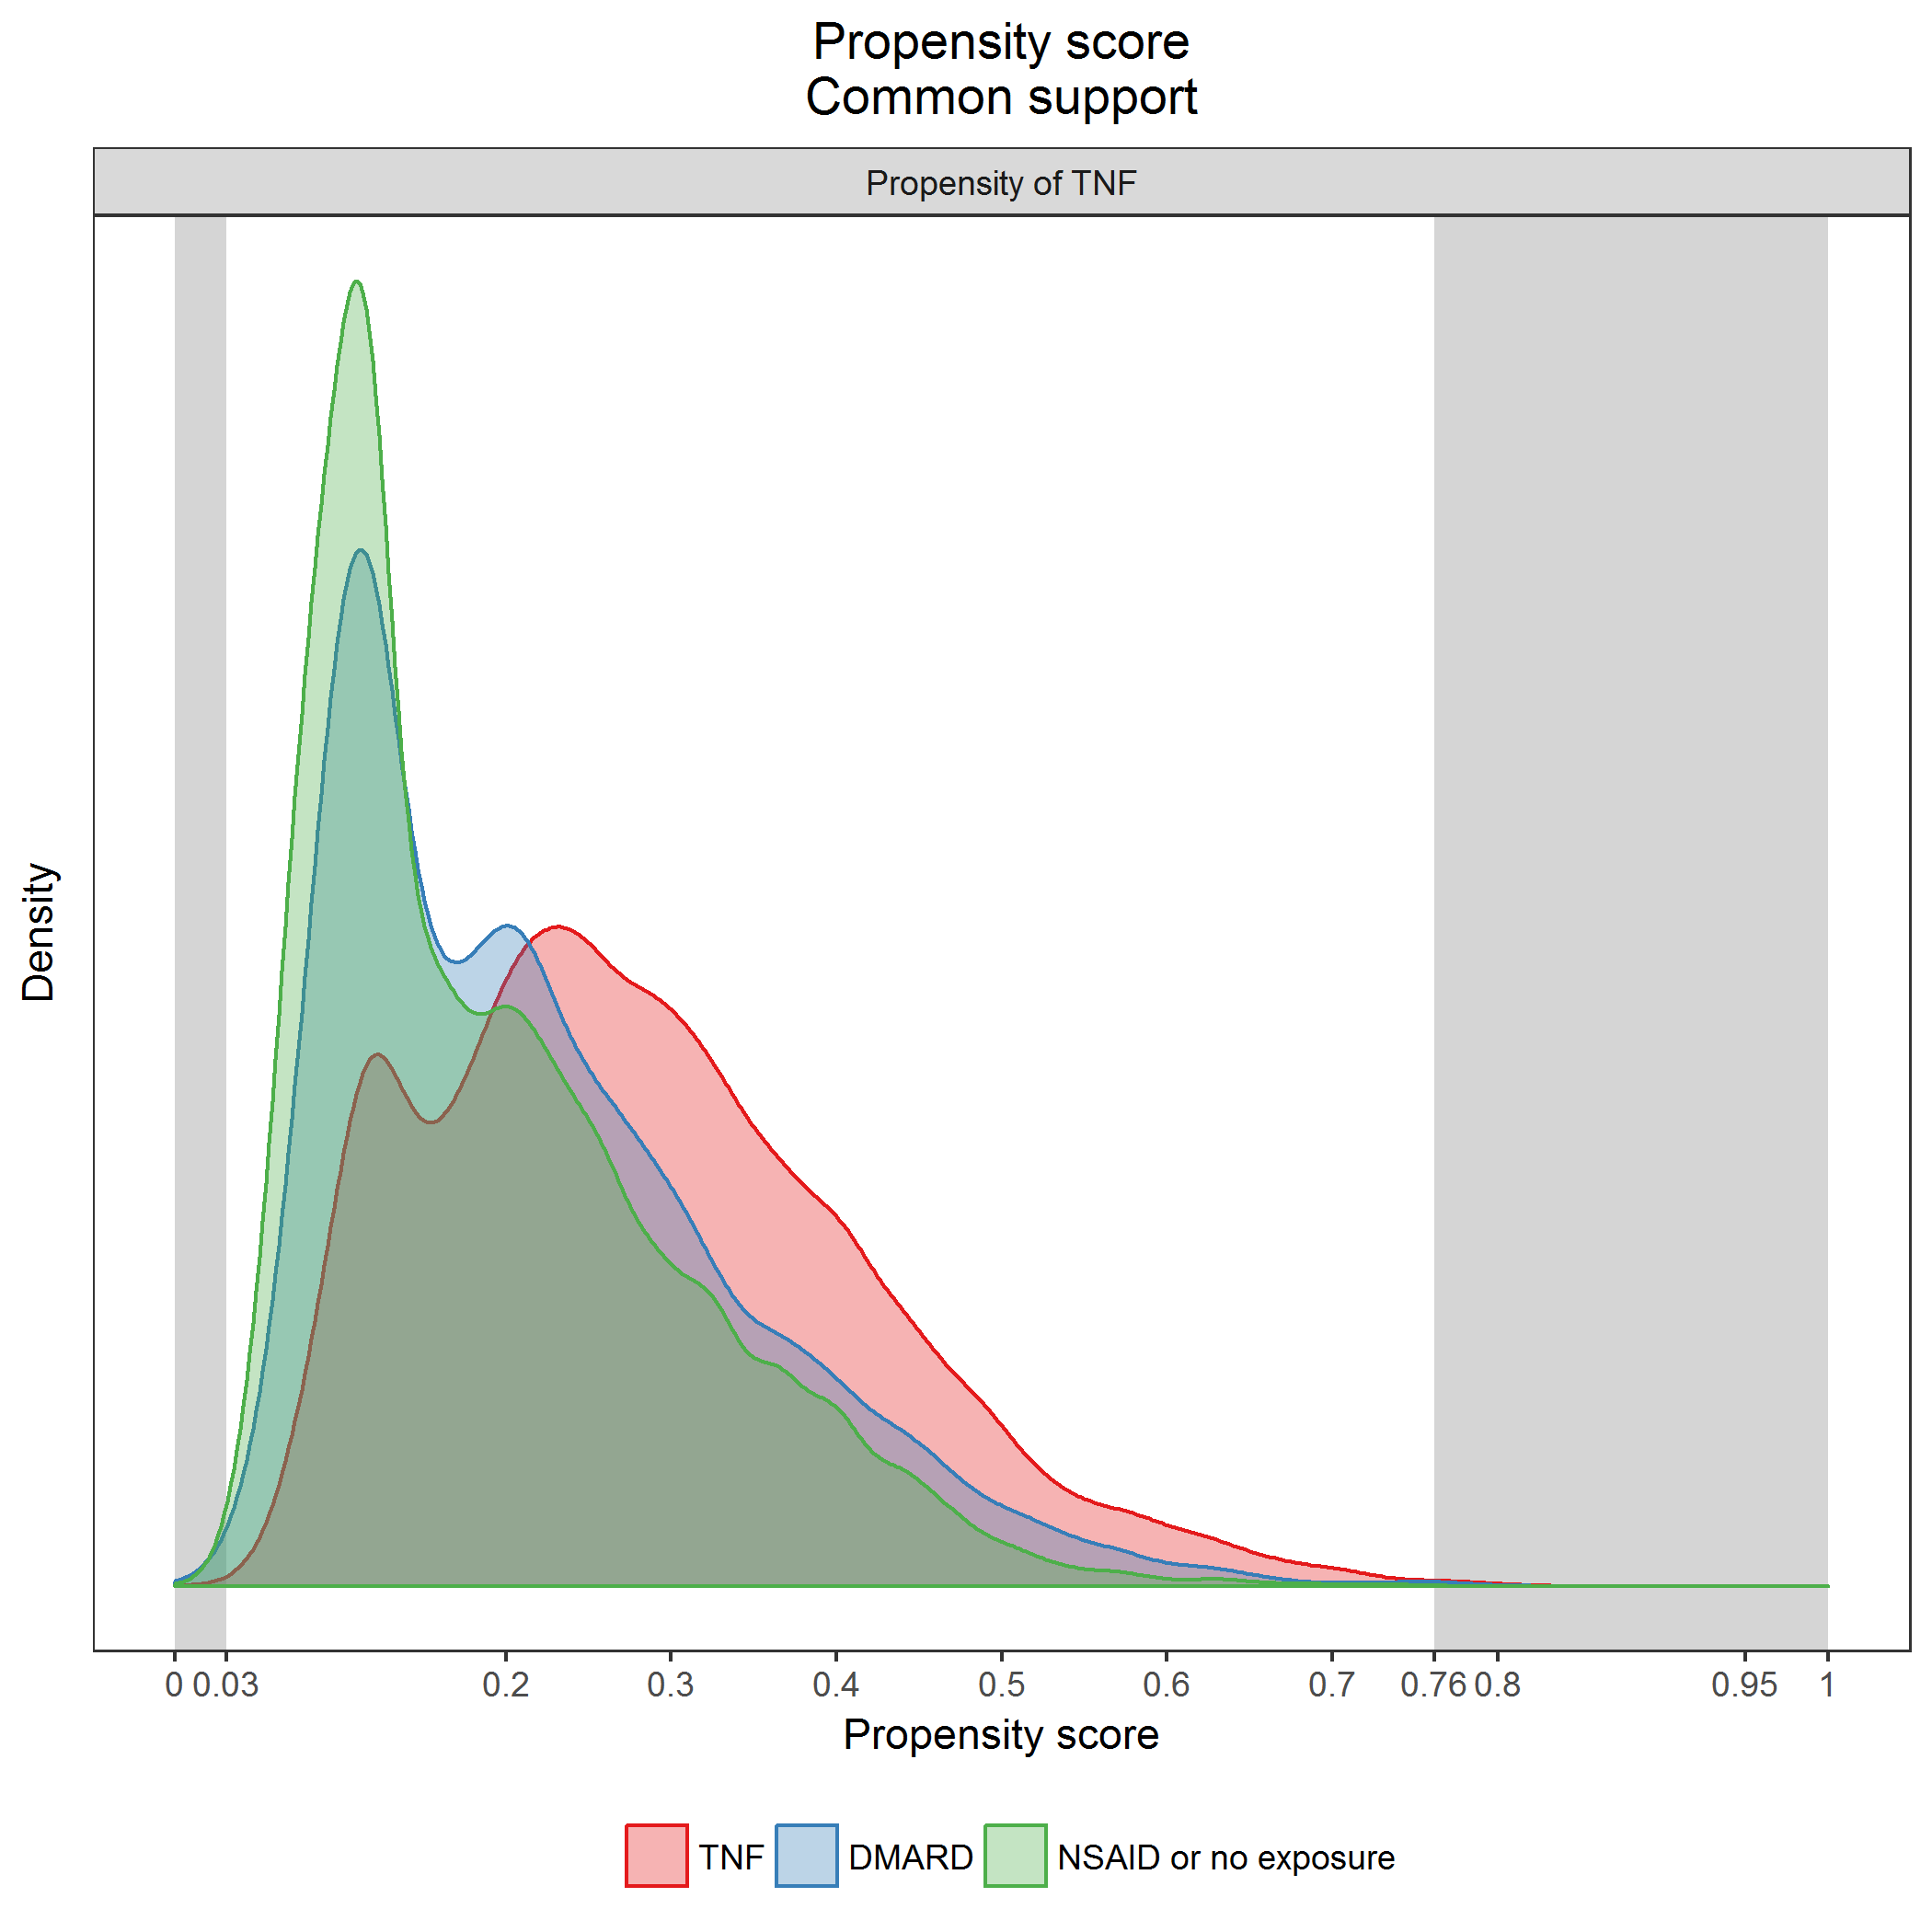 Propensity score
Common support
Propensity of TNF
Density
0 0.03 0.2 0.3 0.4 0.5 0.6 0.7 0.76 0.8 0.95 1
Propensity score
TNF DMARD NSAID or no exposure